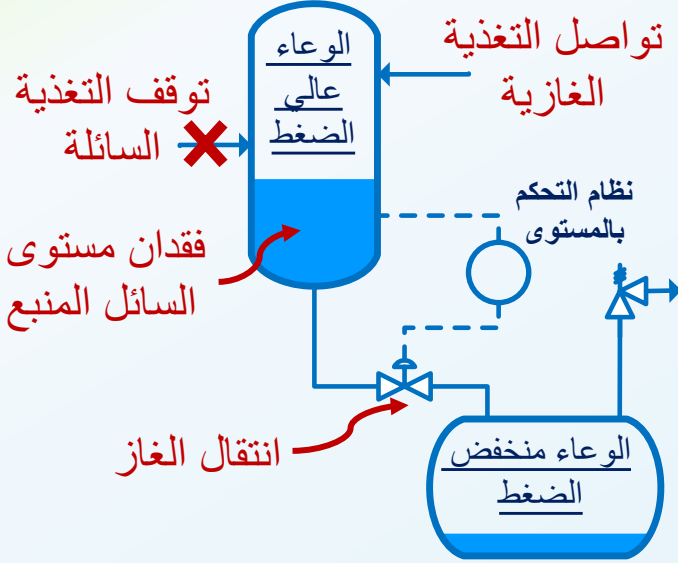 الوعاء
عالي
الضغط
تواصل التغذية
الغازية
توقف التغذية
السائلة
نظام التحكم
بالمستوى
فقدان مستوى
السائل المنبع
انتقال الغاز
الوعاء منخفض
الضغط